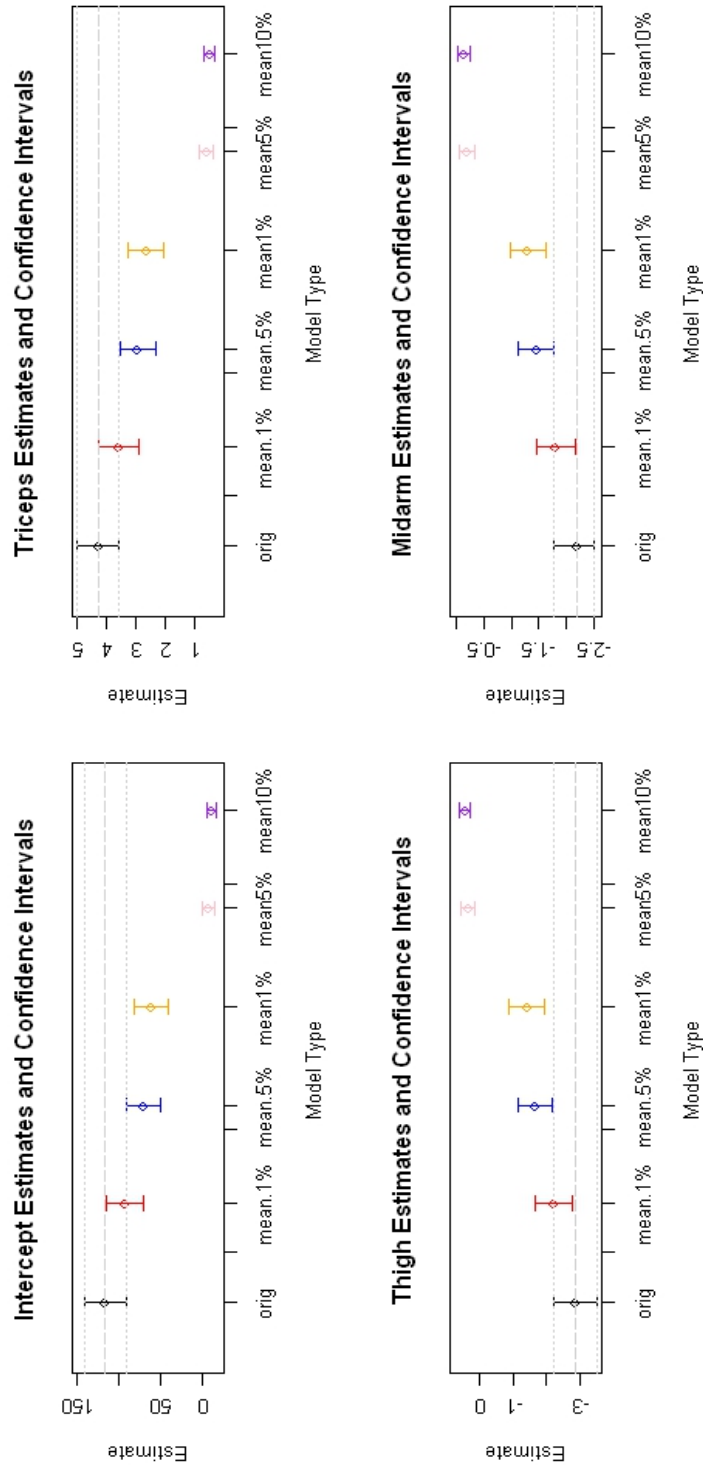 Intercept Estimates and Confidence Intervals
Estimate
0
50
150
orig
mean.1%
mean.5%
mean1%
mean5%
mean10%
Model Type
Triceps Estimates and Confidence Intervals
Estimate
1
2
3
4
5
orig
mean.1%
mean.5%
mean1%
mean5%
mean10%
Model Type
Thigh Estimates and Confidence Intervals
Estimate
-3
-1
0
orig
mean.1%
mean.5%
mean1%
mean5%
mean10%
Model Type
Midarm Estimates and Confidence Intervals
Estimate
-2.5
-1.5
-0.5
orig
mean.1%
mean.5%
mean1%
mean5%
mean10%
Model Type